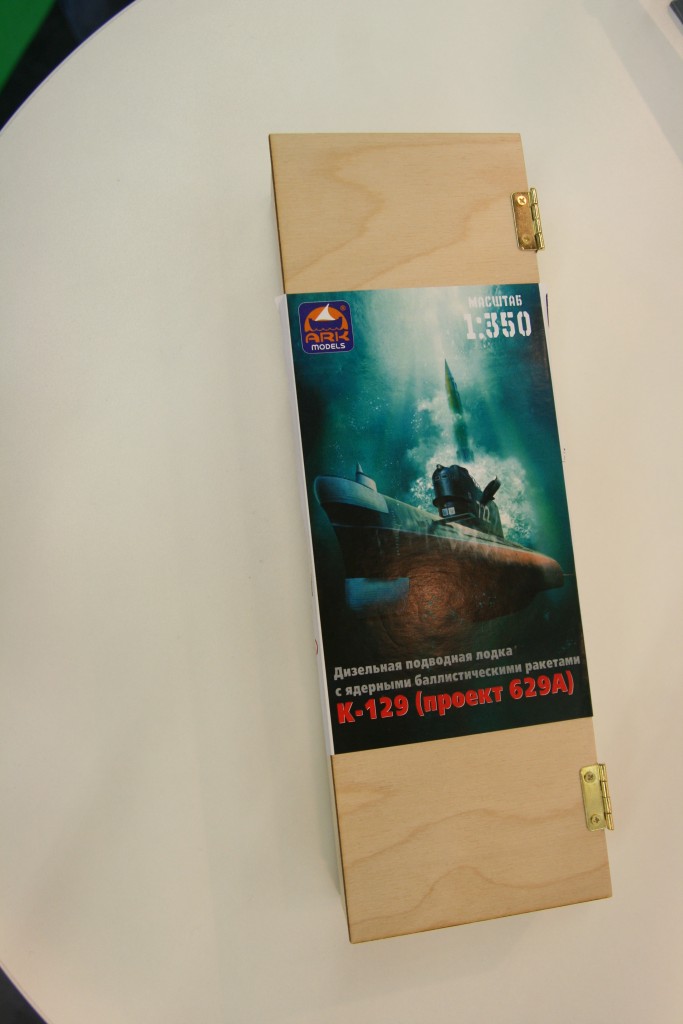 ARK
MODELS
МАСШТАБ
1:350
Дизельная подводная лодка
с ядерными баллистическими ракетами
К-129 (проект 629А)